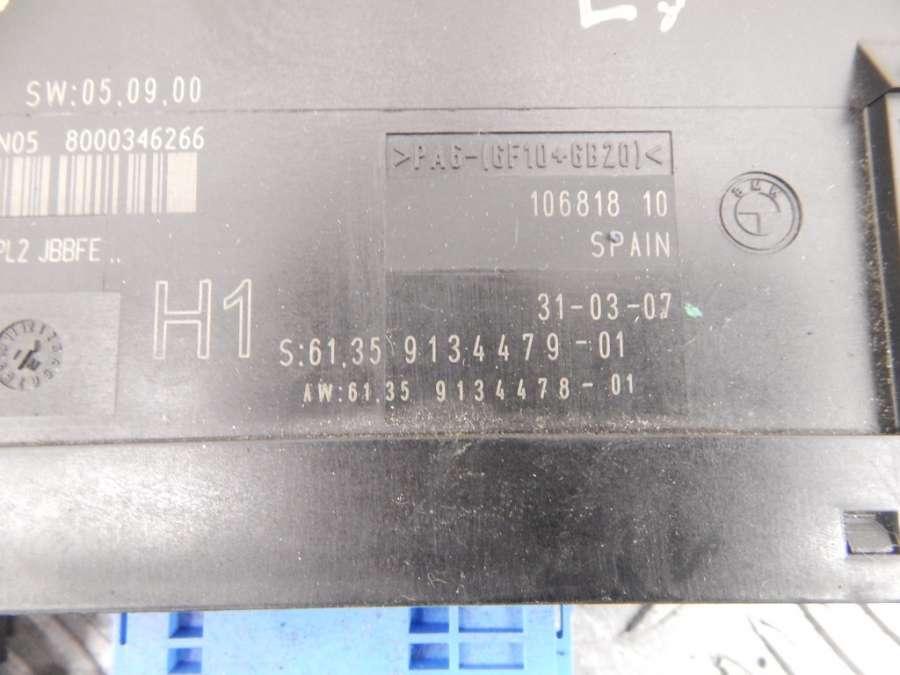 SW:05.09.00
N05 8000346266
>PA6-(GF10+GB20)<
106818 10
SPAIN
BMW
PL2 JBBFE ..
H1
31-03-07
S:61.35 9134479-01
AW:61.35 9134478-01